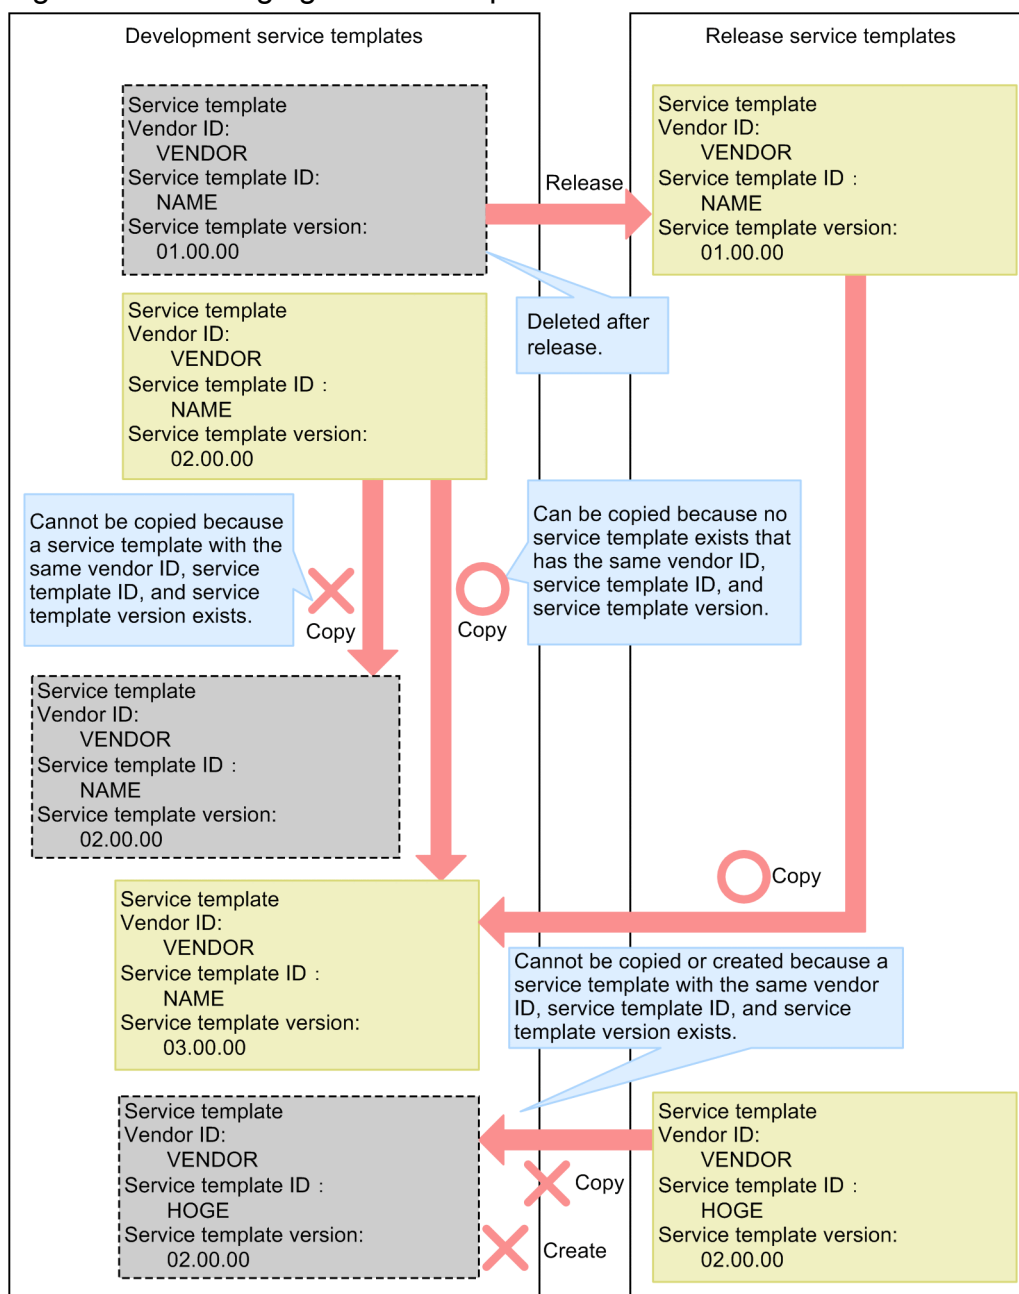 Development service templates
Release service templates
Service template
Vendor ID:
VENDOR
Service template ID:
NAME
Service template version:
01.00.00
Release
Service template
Vendor ID:
VENDOR
Service template ID :
NAME
Service template version:
01.00.00
Deleted after
release.
Service template
Vendor ID:
VENDOR
Service template ID :
NAME
Service template version:
02.00.00
Cannot be copied because
a service template with the
same vendor ID, service
template ID, and service
template version exists.
Copy
Can be copied because no
service template exists that
has the same vendor ID,
service template ID, and
service template version.
Copy
Service template
Vendor ID:
VENDOR
Service template ID :
NAME
Service template version:
02.00.00
Copy
Service template
Vendor ID:
VENDOR
Service template ID :
NAME
Service template version:
03.00.00
Cannot be copied or created because a
service template with the same vendor
ID, service template ID, and service
template version exists.
Service template
Vendor ID:
VENDOR
Service template ID :
HOGE
Service template version:
02.00.00
Copy
Create
Service template
Vendor ID:
VENDOR
Service template ID :
HOGE
Service template version:
02.00.00